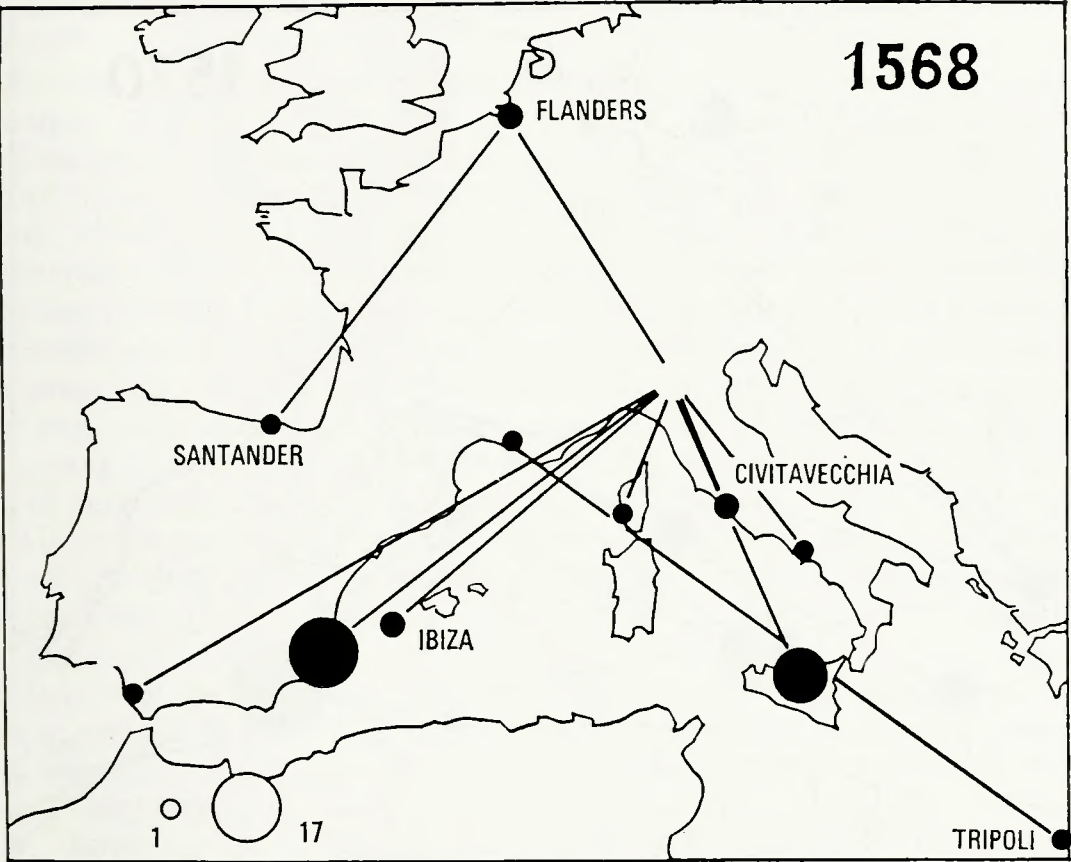 1568
FLANDERS
SANTANDER
CIVITAVECCHIA
IBIZA
1
17
TRIPOLI